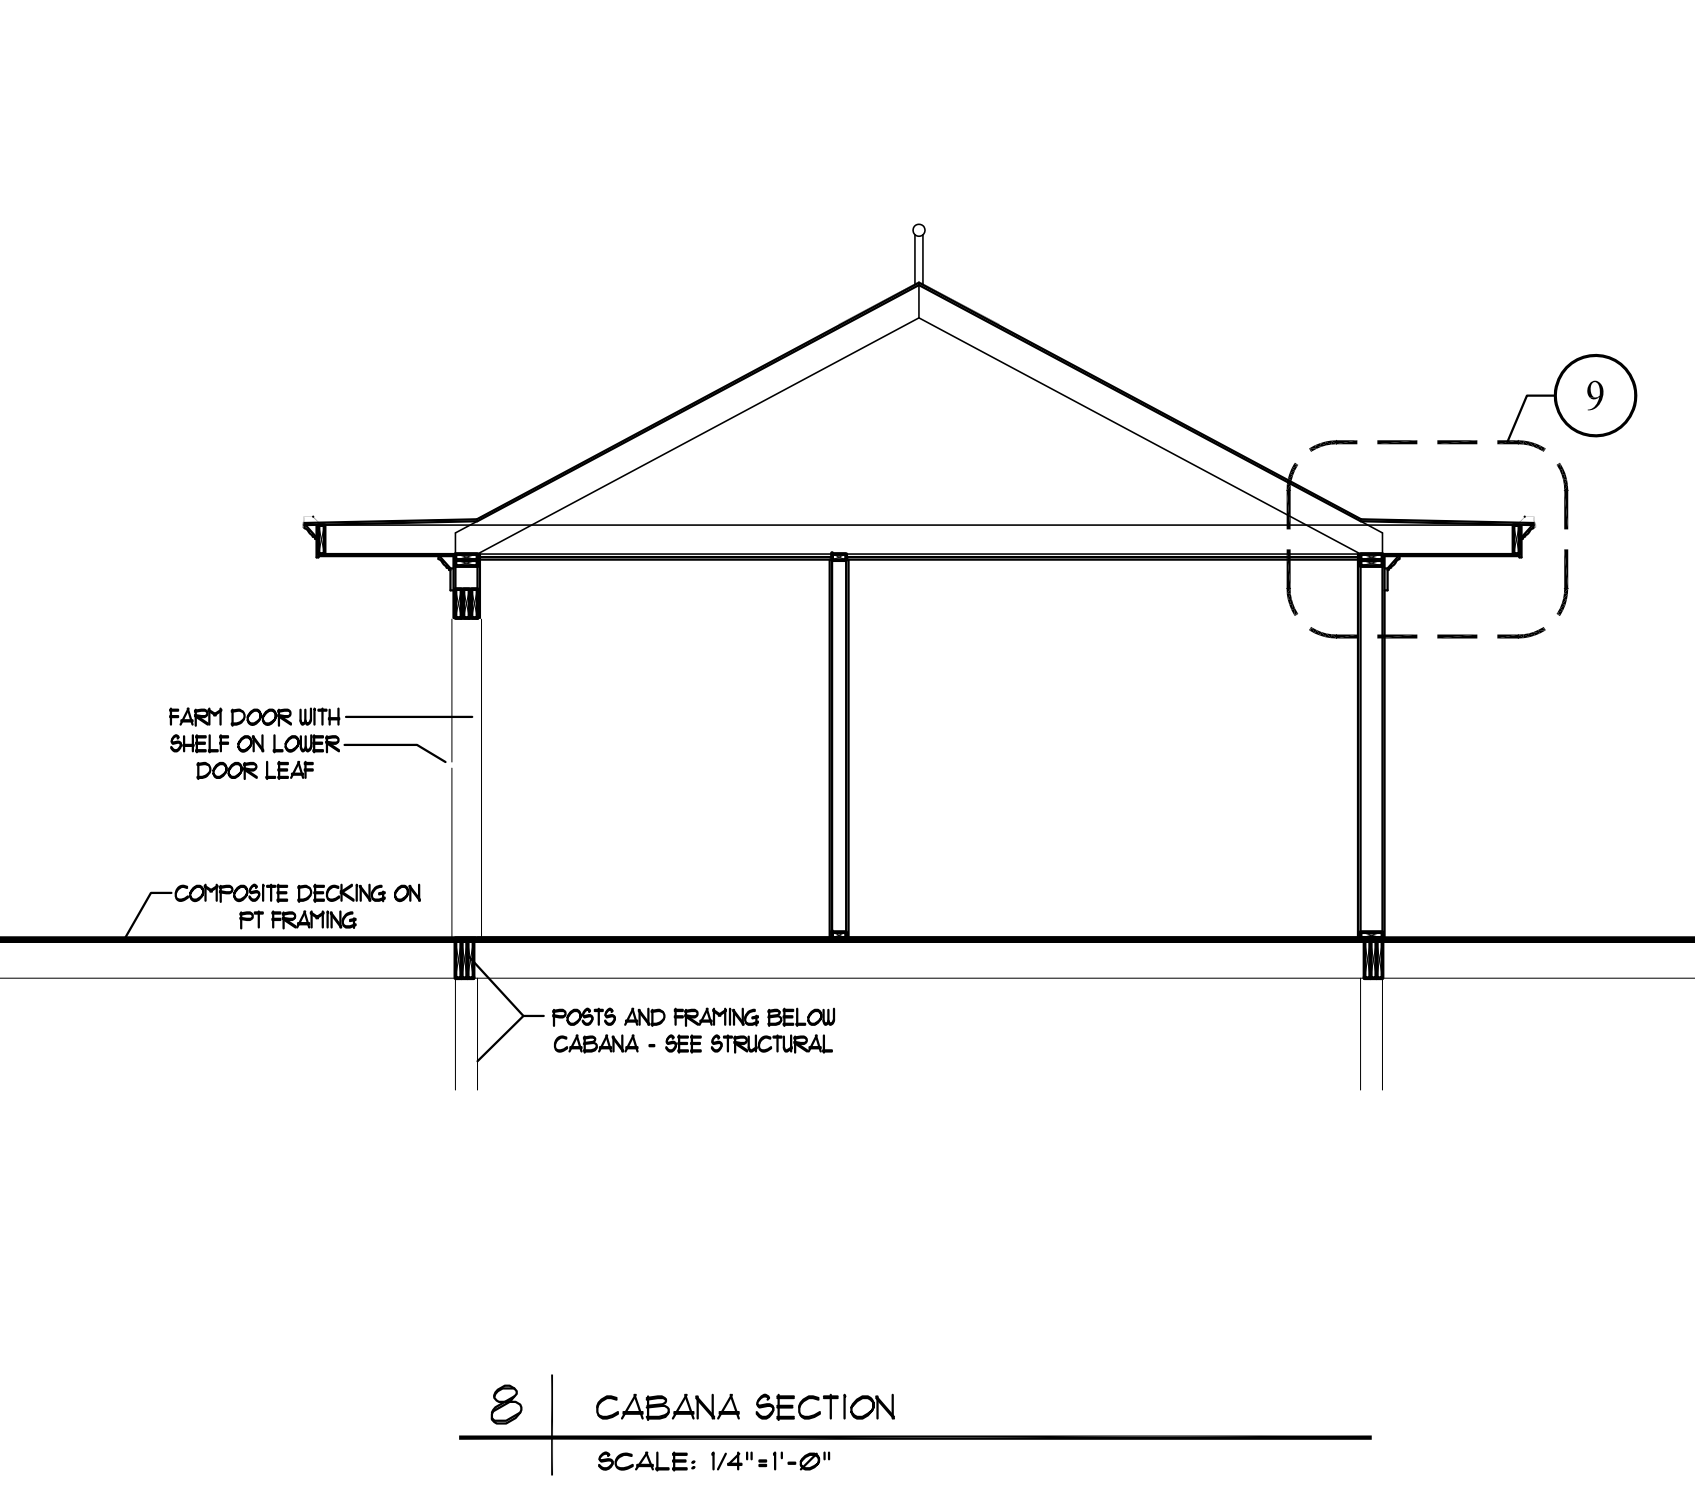 9
FARM DOOR WITH
SHELF ON LOWER
DOOR LEAF
COMPOSITE DECKING ON
PT FRAMING
POSTS AND FRAMING BELOW
CABANA - SEE STRUCTURAL
8
CABANA SECTION
SCALE: 1/4"=1'-0"